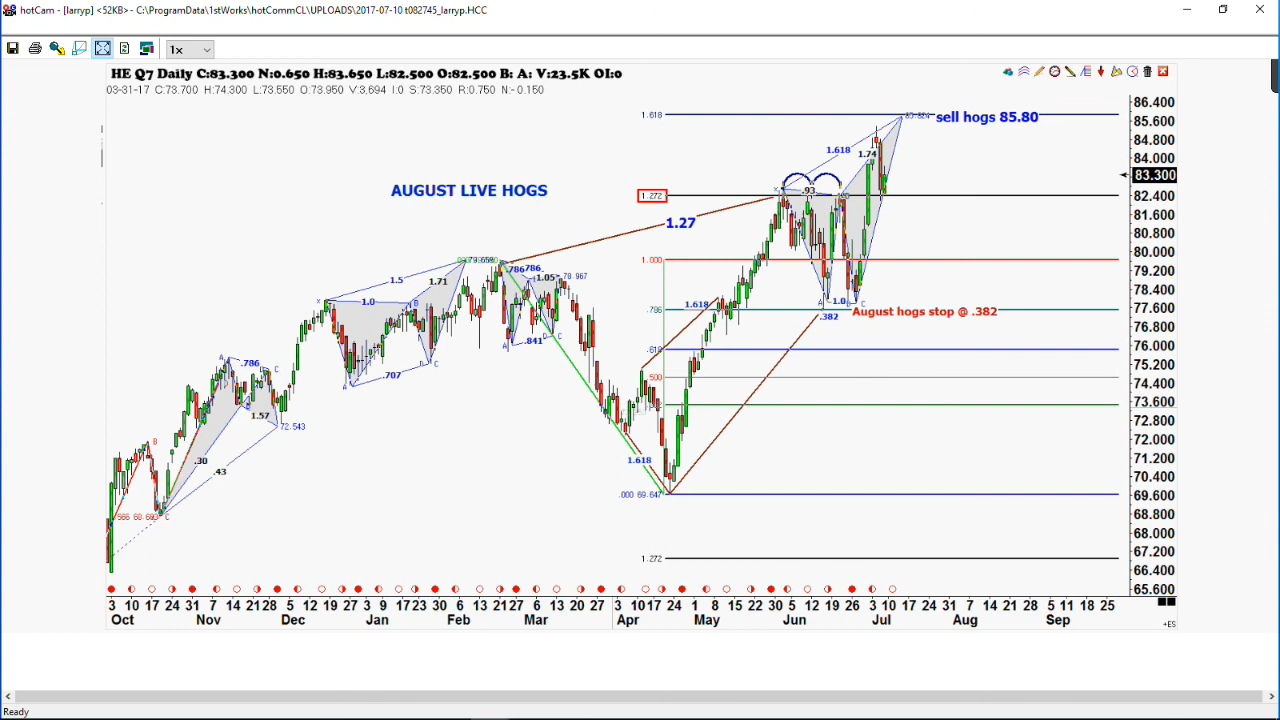 hotCam - [larryp] <52KB> - C:\ProgramData\1stWorks\hotCommCL\UPLOADS\2017-07-10 t082745_larryp.HCC
1x
HE Q7 Daily C:83.300 N:0.650 H:83.650 L:82.500 O:82.500 B: A: V:23.5K OI:0
03-31-17 C:73.700 H:74.300 L:73.550 O:73.950 V:3,694 I:0 S:73.350 R:0.750 N:-0.150
86.400
1.618
85.824
sell hogs 85.80
85.600
84.800
1.618
1.74
84.000
83.300
AUGUST LIVE HOGS
x
.93
1.272
82.400
1.27
81.600
80.800
80.000
79.658
1.000
.786
.786
79.200
1.5
1.71
1.05
78.967
78.400
x
1.0
B
1.618
A
1.0
C
.786
.382
August hogs stop @ .382
77.600
76.800
.841
C
A
76.000
.618
A
.786
C
.707
C
A
75.200
.500
74.400
1.57
73.600
72.543
72.800
B
72.000
.30
.43
1.618
71.200
70.400
.000 69.647
69.600
C
68.800
68.000
67.200
1.272
66.400
65.600
3 10 17 24 31 7 14 21 28 5 12 19 27 3 9 17 23 30 6 13 21 27 6 13 20 27 3 10 17 24 1 8 15 22 30 5 12 19 26 3 10 17 24 31 7 14 21 28 5 11 18 25
Oct Nov Dec Jan Feb Mar Apr May Jun Jul Aug Sep
+ES
Ready